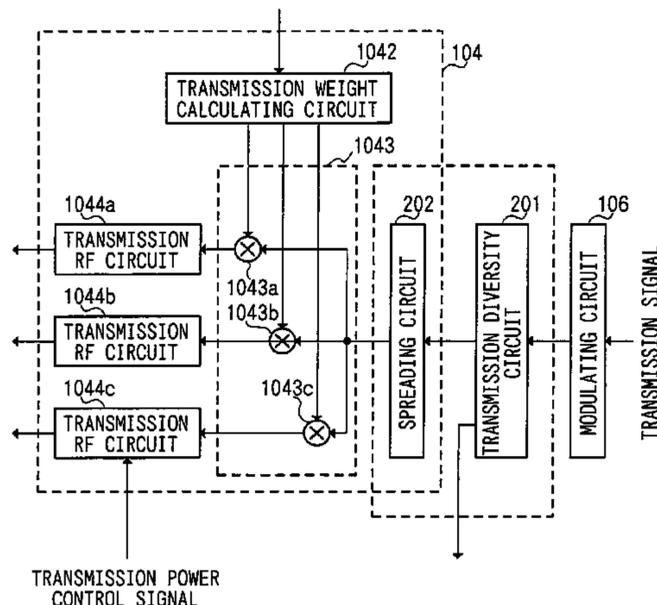 1042
104
TRANSMISSION WEIGHT
CALCULATING CIRCUIT
1043
1044a
TRANSMISSION
RF CIRCUIT
1043a
1044b
TRANSMISSION
RF CIRCUIT
1043b
1044c
TRANSMISSION
RF CIRCUIT
1043c
202
SPREADING CIRCUIT
201
TRANSMISSION DIVERSITY
CIRCUIT
106
MODULATING CIRCUIT
TRANSMISSION SIGNAL
TRANSMISSION POWER
CONTROL SIGNAL